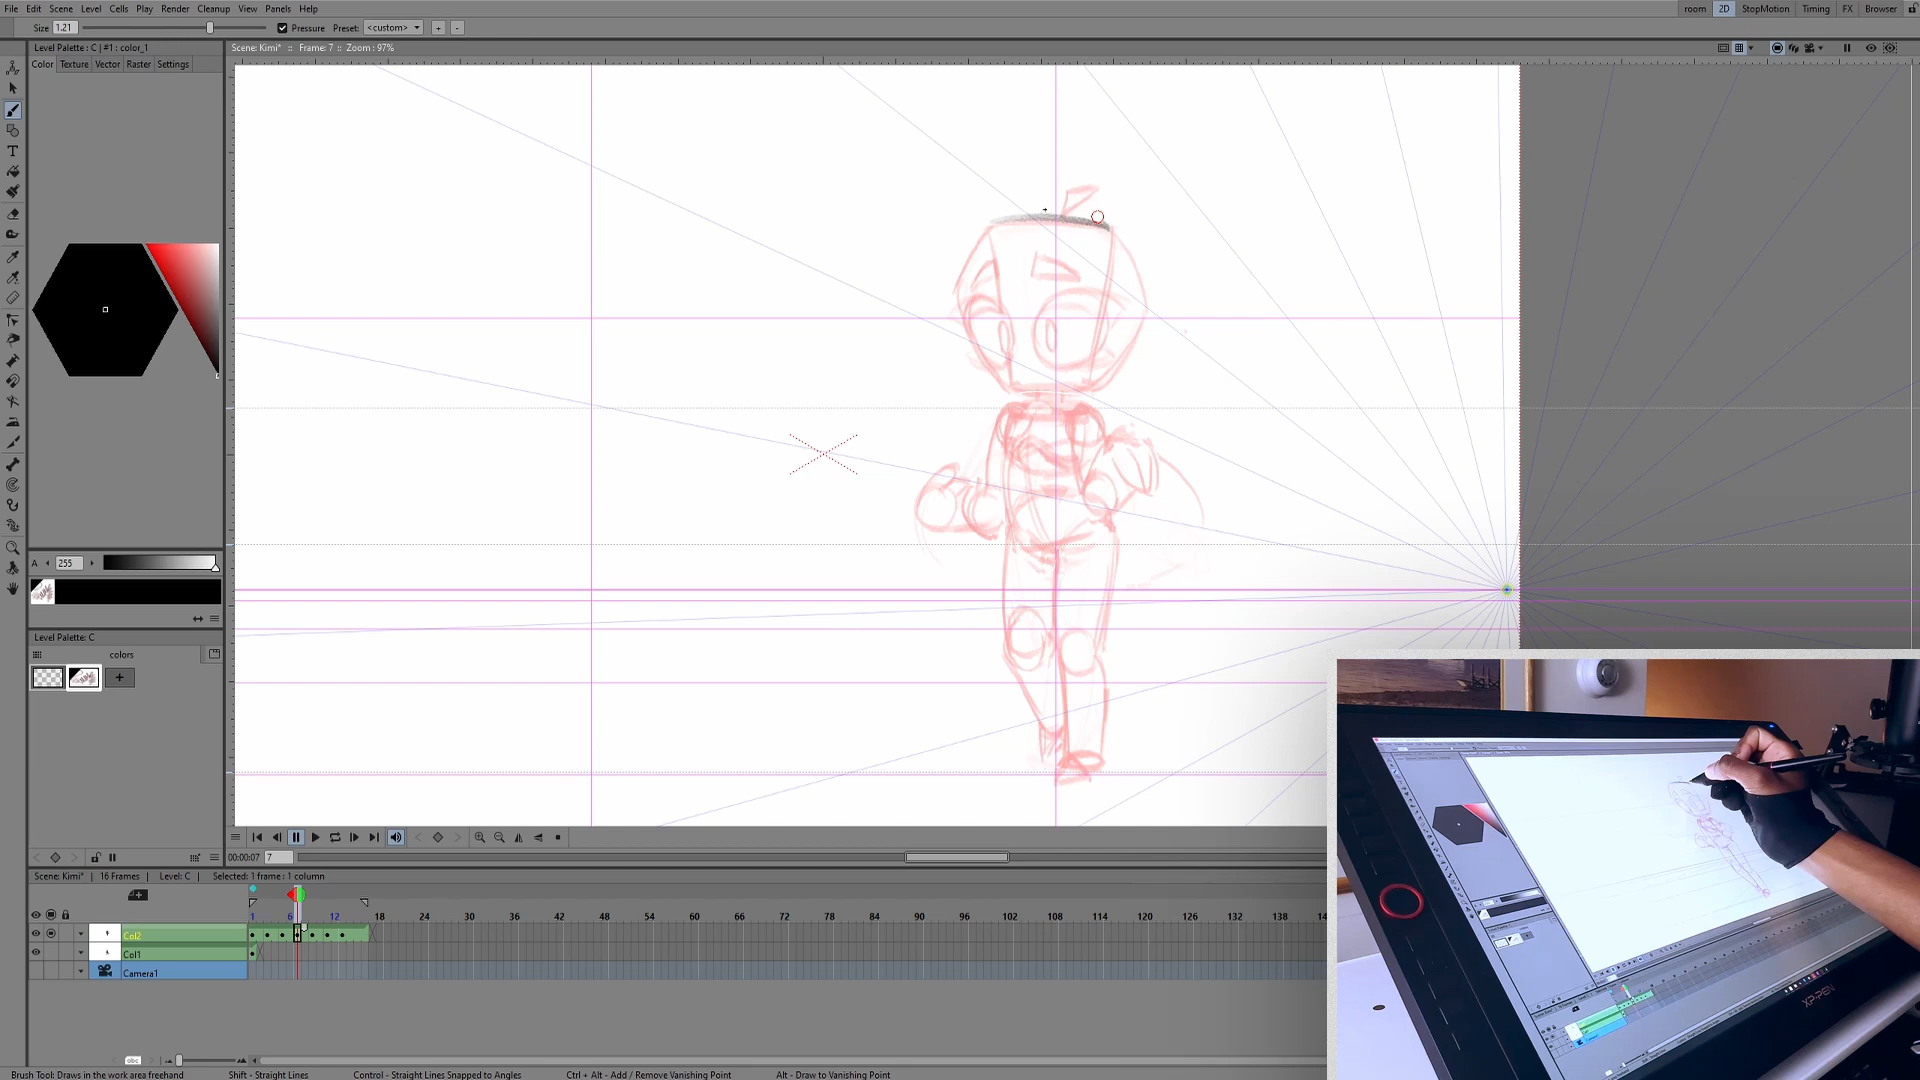 File Edit Scene Level Cells Play Render Cleanup View Panels Help
room 2D StopMotion Timing FX Browser
Size 1.21 Pressure Preset: <custom> + -
Level Palette : C | #1 : color_1
Scene: Kimi* :: Frame: 7 :: Zoom : 97%
Color Texture Vector Raster Settings
A 255
Level Palette: C
colors
+
00:00:07 7
Scene: Kimi* | 16 Frames | Level: C | Selected: 1 frame : 1 column
1 6 12 18 24 30 36 42 48 54 60 66 72 78 84 90 96 102 108 114 120 126 132 138
Col2
Col1
Camera1
abc
Brush Tool: Draws in the work area freehand Shift - Straight Lines Control - Straight Lines Snapped to Angles Ctrl + Alt - Add / Remove Vanishing Point Alt - Draw to Vanishing Point
XP-PEN